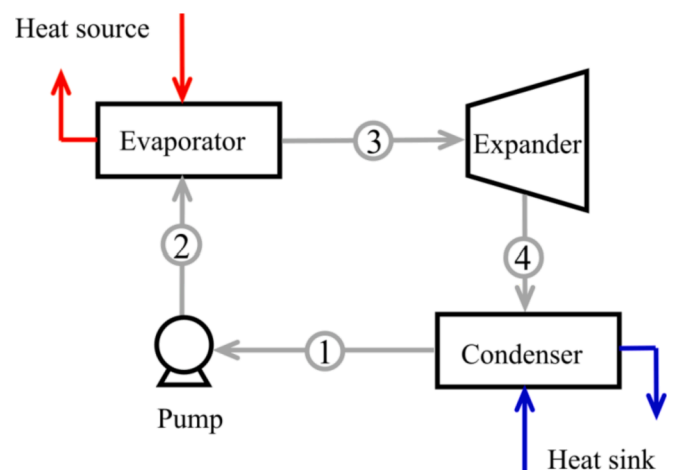 Heat source
Evaporator
3
Expander
2
4
1
Condenser
Pump
Heat sink